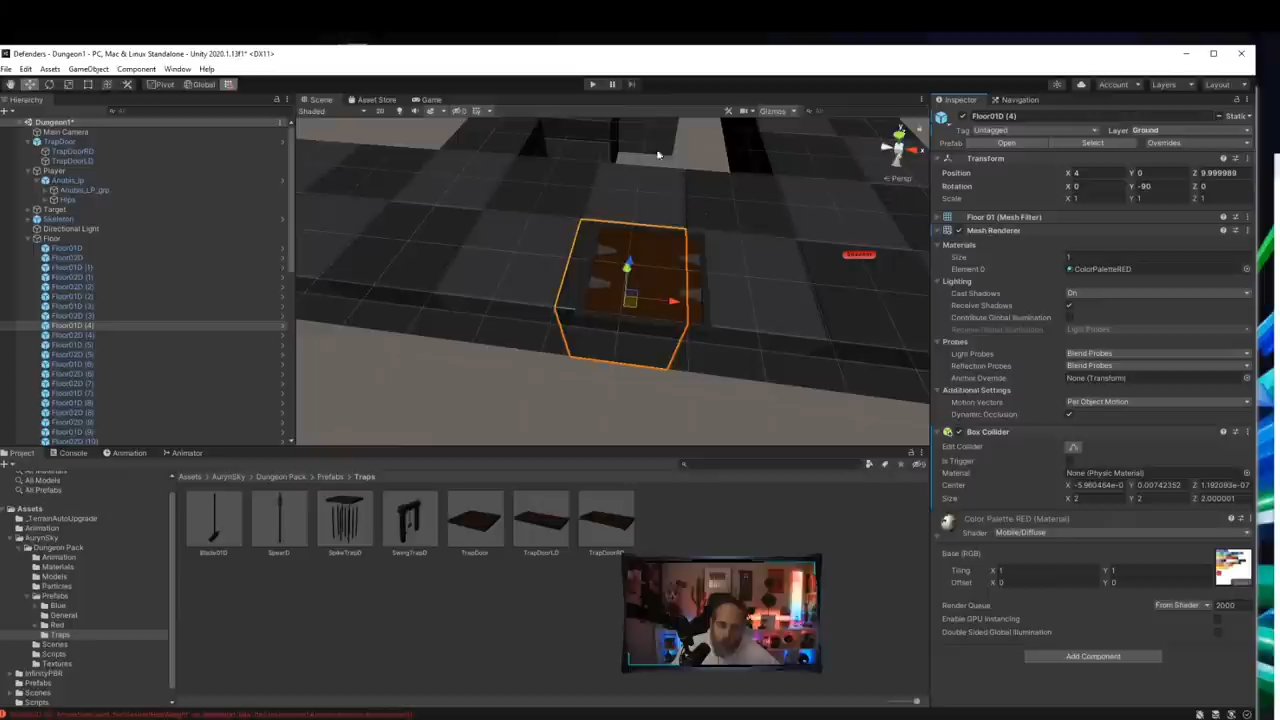 Defenders - Dungeon1 - PC, Mac & Linux Standalone - Unity 2020.1.13f1* <DX11>
File Edit Assets GameObject Component Window Help
Pivot Global Account Layers Layout
Hierarchy
Scene Asset Store Game
Inspector Navigation
Shaded 2D Gizmos
Dungeon1*
Main Camera
TrapDoor
TrapDoorRD
TrapDoorLD
Player
Anubis_lp
Anubis_LP_grp
Hips
Target
Skeleton
Directional Light
Floor
Floor01D
Floor02D
Floor01D (1)
Floor02D (1)
Floor02D (2)
Floor01D (2)
Floor01D (3)
Floor02D (3)
Floor01D (4)
Floor02D (4)
Floor01D (5)
Floor02D (5)
Floor01D (6)
Floor02D (6)
Floor02D (7)
Floor01D (7)
Floor01D (8)
Floor02D (8)
Floor02D (9)
Floor01D (9)
Floor02D (10)
y
x
Persp
Floor01D (4) Static
Tag Untagged Layer Ground
Prefab Open Select Overrides
Transform
Position X 4 Y 0 Z 9.999989
Rotation X 0 Y -90 Z 0
Scale X 1 Y 1 Z 1
Floor 01 (Mesh Filter)
Mesh Renderer
Materials
Size 1
Element 0 ColorPaletteRED
Lighting
Cast Shadows On
Receive Shadows
Contribute Global Illumination
Receive Global Illumination Light Probes
Probes
Light Probes Blend Probes
Reflection Probes Blend Probes
Anchor Override None (Transform)
Additional Settings
Motion Vectors Per Object Motion
Dynamic Occlusion
Box Collider
Edit Collider
Is Trigger
Material None (Physic Material)
Center X -5.960464e-0 Y 0.00742352 Z 1.192093e-07
Size X 2 Y 2 Z 2.000001
Color Palette RED (Material)
Shader Mobile/Diffuse
Base (RGB)
Tiling X 1 Y 1
Offset X 0 Y 0
Render Queue From Shader 2000
Enable GPU Instancing
Double Sided Global Illumination
Add Component
Project Console Animation Animator
All Models
All Prefabs
Assets
_TerrainAutoUpgrade
Animation
AurynSky
Dungeon Pack
Animation
Materials
Models
Particles
Prefabs
Blue
General
Red
Traps
Scenes
Scripts
Textures
InfinityPBR
Prefabs
Scenes
Scripts
Assets > AurynSky > Dungeon Pack > Prefabs > Traps
Blade01D SpearD SpikeTrapD SwingTrapD TrapDoor TrapDoorLD TrapDoorRD